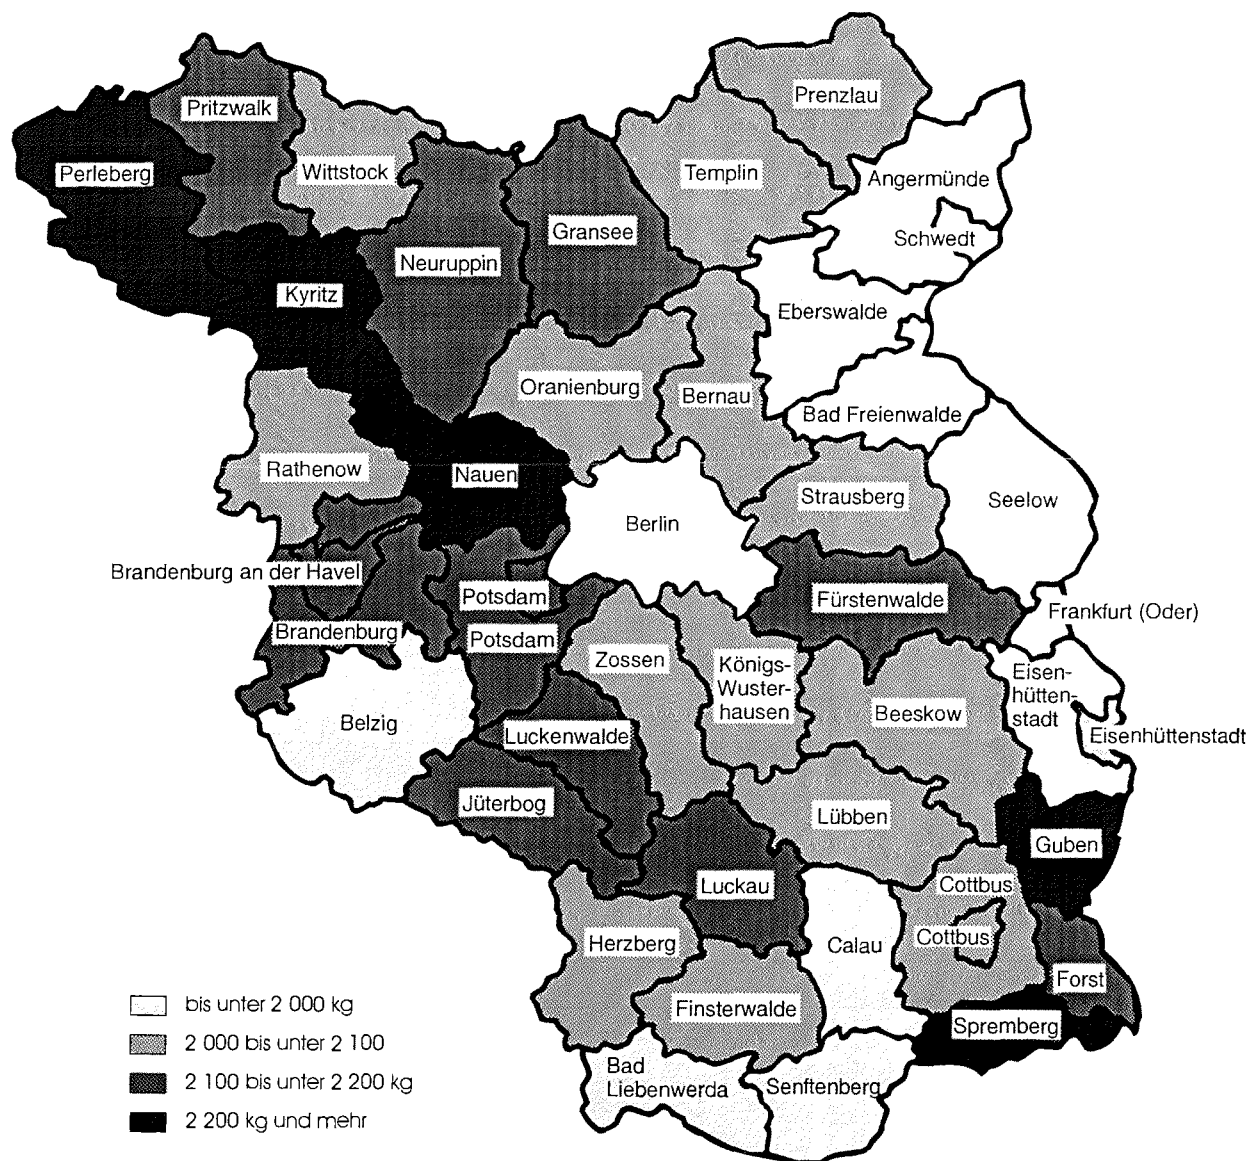 Prenzlau
Pritzwalk
Perleberg
Wittstock
Templin
Angermünde
Gransee
Schwedt
Neuruppin
Kyritz
Eberswalde
Oranienburg
Bernau
Bad Freienwalde
Rathenow
Nauen
Strausberg
Seelow
Berlin
Brandenburg an der Havel
Potsdam
Fürstenwalde
Frankfurt (Oder)
Brandenburg
Potsdam
Zossen
Königs-
Wuster-
hausen
Eisen-
hütten-
stadt
Belzig
Beeskow
Luckenwalde
Eisenhüttenstadt
Jüterbog
Lübben
Guben
Luckau
Cottbus
Herzberg
Calau
Cottbus
Forst
Finsterwalde
Spremberg
Bad
Liebenwerda
Senftenberg
bis unter 2 000 kg
2 000 bis unter 2 100
2 100 bis unter 2 200 kg
2 200 kg und mehr